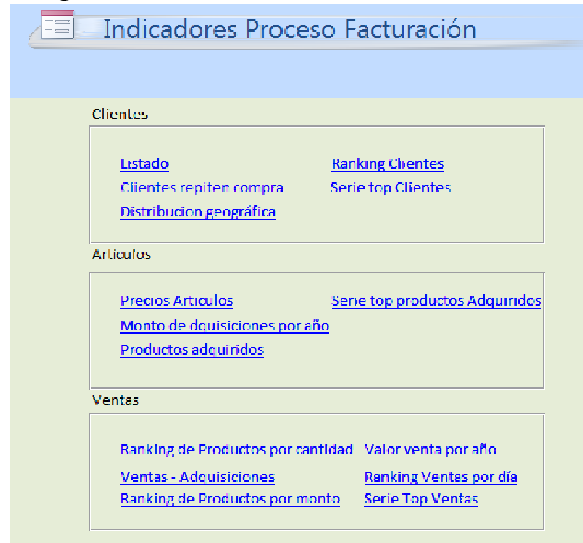 Indicadores Proceso Facturación
Clientes
Listado Ranking Clientes
Clientes repiten compra Serie top Clientes
Distribucion geográfica
Articulos
Precios Articulos Serie top productos Adquiridos
Monto de dquisiciones por año
Productos adquiridos
Ventas
Ranking de Productos por cantidad Valor venta por año
Ventas - Adquisiciones Ranking Ventas por día
Ranking de Productos por monto Serie Top Ventas